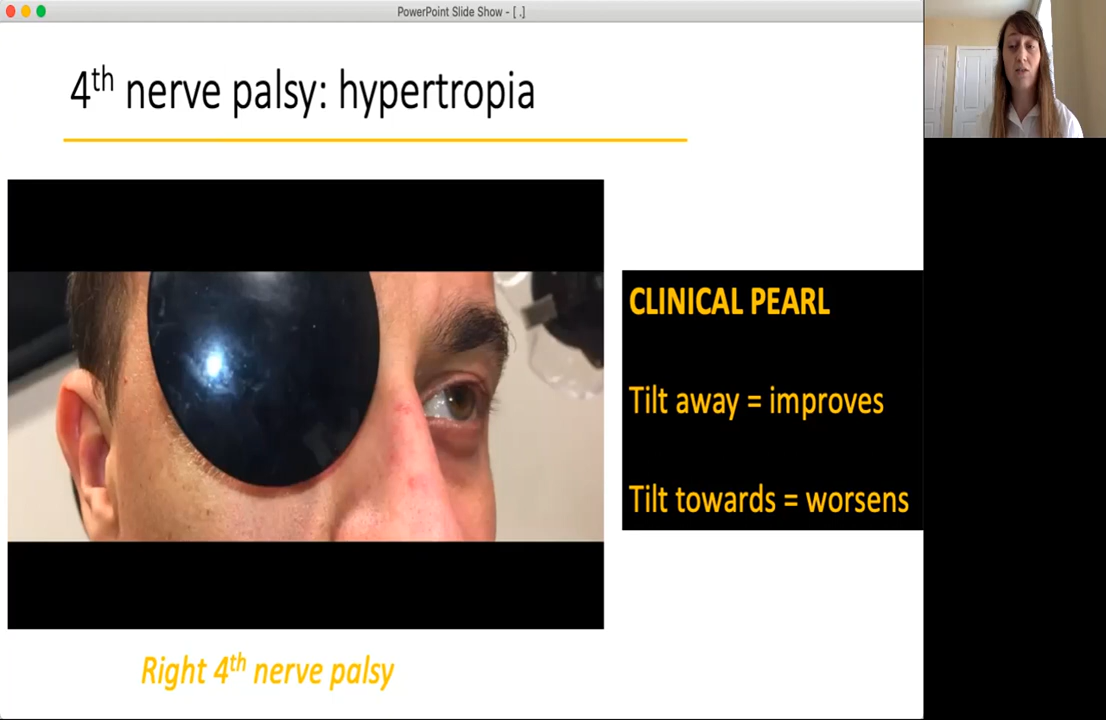 PowerPoint Slide Show - [ .]
4th nerve palsy: hypertropia
CLINICAL PEARL
Tilt away = improves
Tilt towards = worsens
Right 4th nerve palsy